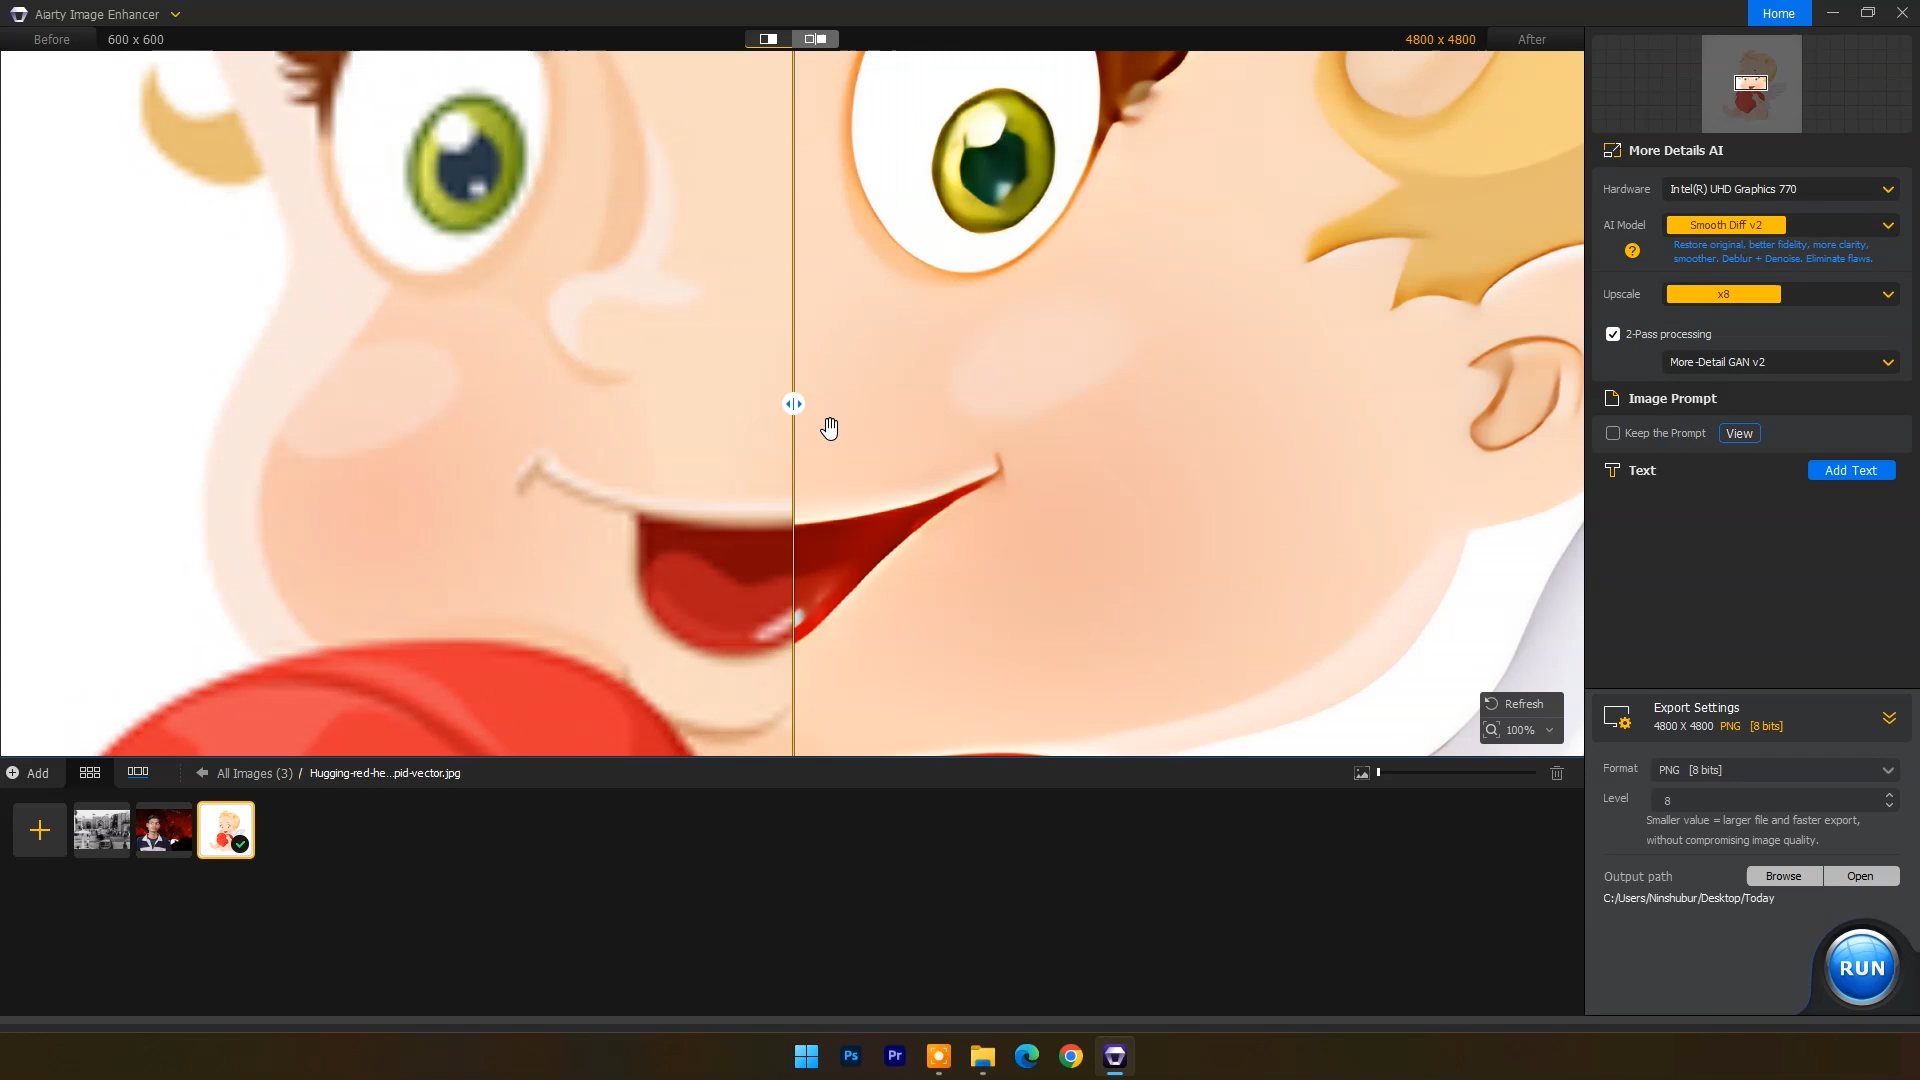 Aiarty Image Enhancer
Home
Before
600 x 600
4800 x 4800
After
More Details AI
Hardware
Intel(R) UHD Graphics 770
AI Model
Smooth Diff v2
Restore original, better fidelity, more clarity,
smoother. Deblur + Denoise. Eliminate flaws.
?
Upscale
x8
2-Pass processing
More-Detail GAN v2
Image Prompt
Keep the Prompt
View
Text
Add Text
Refresh
100%
Export Settings
4800 X 4800 PNG [8 bits]
Add
All Images (3) / Hugging-red-he...pid-vector.jpg
Format
PNG [8 bits]
Level
8
Smaller value = larger file and faster export,
without compromising image quality.
Output path
Browse
Open
C:/Users/Ninshubur/Desktop/Today
RUN
Ps
Pr